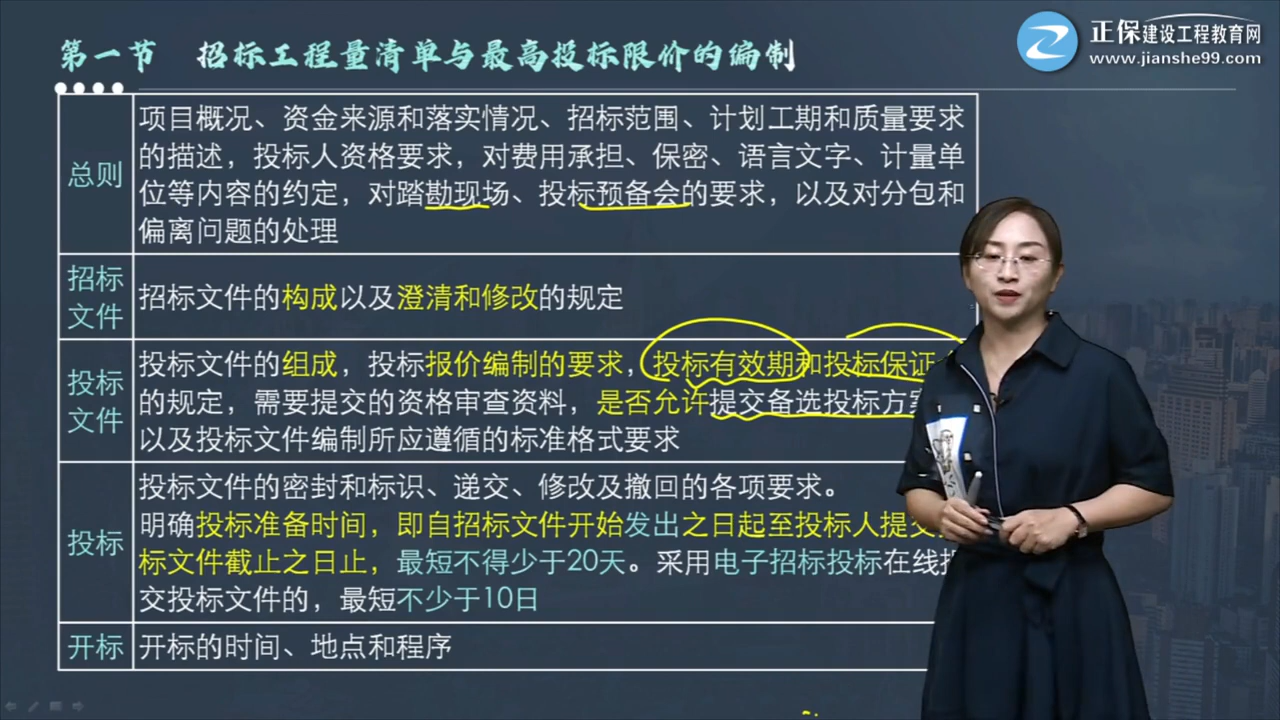 第一节 招标工程量清单与最高投标限价的编制
正保建设工程教育网
www.jianshe99.com
总则
项目概况、资金来源和落实情况、招标范围、计划工期和质量要求
的描述，投标人资格要求，对费用承担、保密、语言文字、计量单
位等内容的约定，对踏勘现场、投标预备会的要求，以及对分包和
偏离问题的处理
招标
文件
招标文件的构成以及澄清和修改的规定
投标
文件
投标文件的组成，投标报价编制的要求，投标有效期和投标保证
的规定，需要提交的资格审查资料，是否允许提交备选投标方案
以及投标文件编制所应遵循的标准格式要求
投标
投标文件的密封和标识、递交、修改及撤回的各项要求。
明确投标准备时间，即自招标文件开始发出之日起至投标人提交
标文件截止之日止，最短不得少于20天。采用电子招标投标在线提
交投标文件的，最短不少于10日
开标
开标的时间、地点和程序